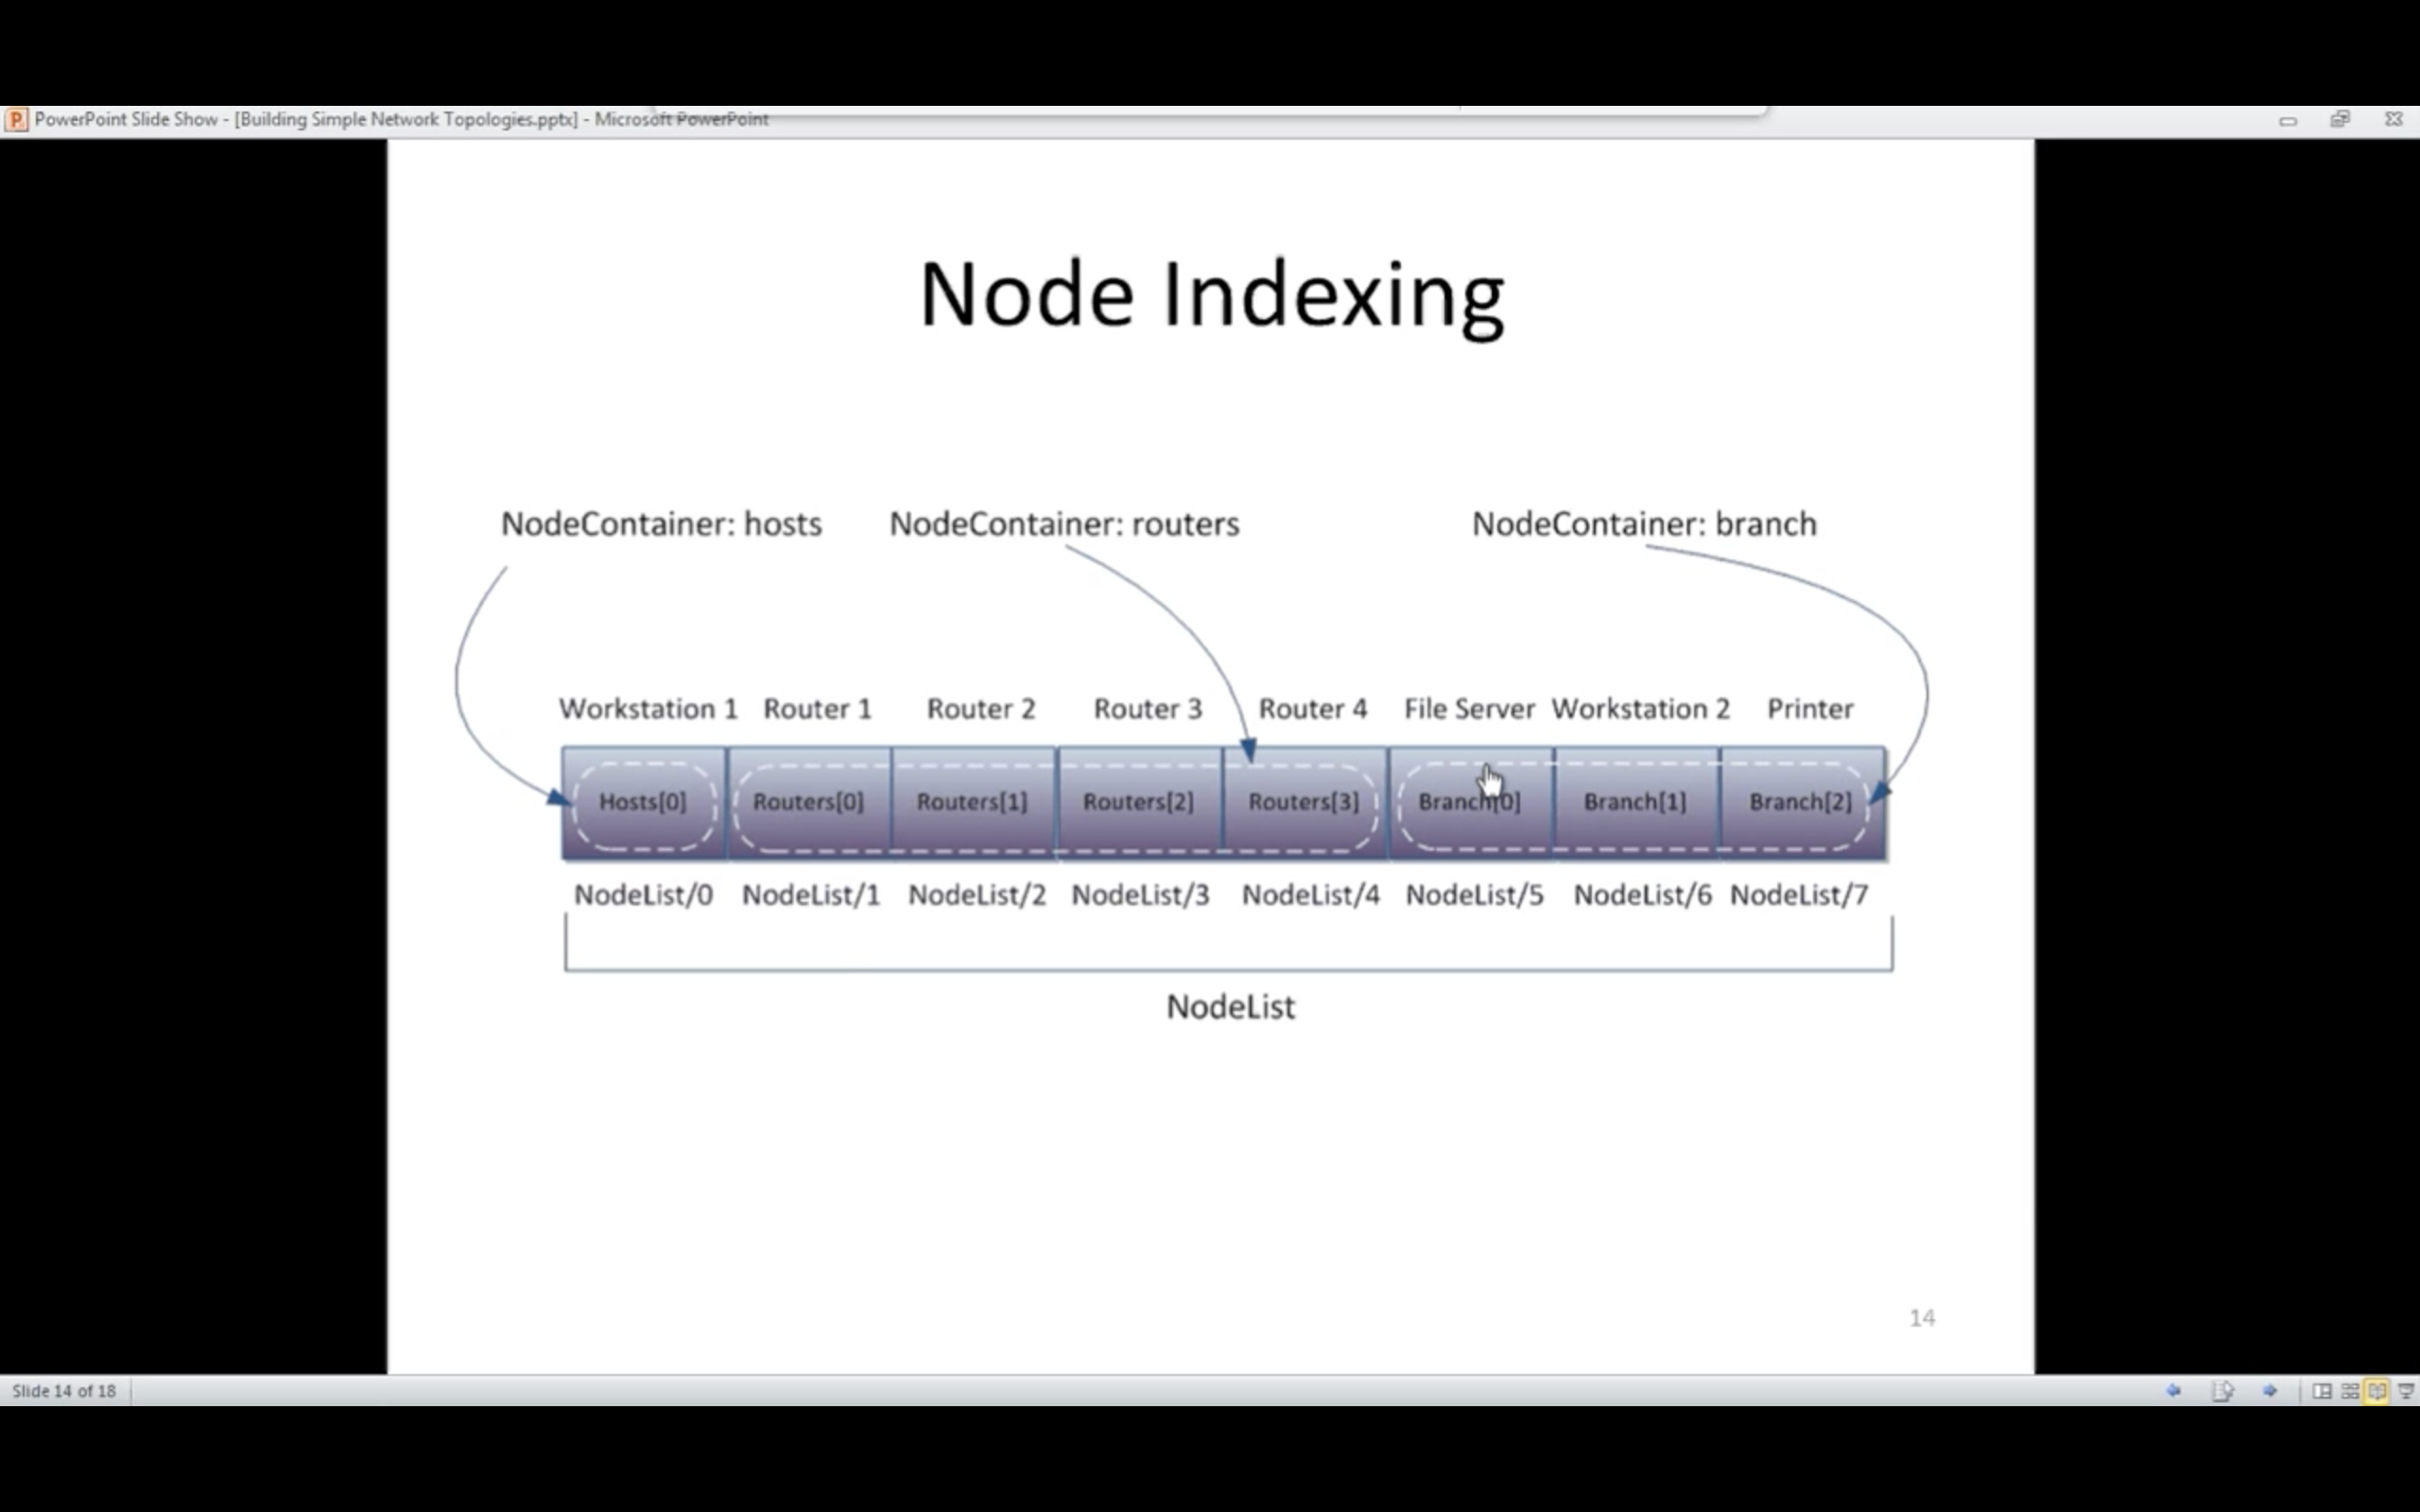 PowerPoint Slide Show - [Building Simple Network Topologies.pptx] - Microsoft PowerPoint
Node Indexing
NodeContainer: hosts NodeContainer: routers NodeContainer: branch
Workstation 1 Router 1 Router 2 Router 3 Router 4 File Server Workstation 2 Printer
Hosts[0] Routers[0] Routers[1] Routers[2] Routers[3] Branch[0] Branch[1] Branch[2]
NodeList/0 NodeList/1 NodeList/2 NodeList/3 NodeList/4 NodeList/5 NodeList/6 NodeList/7
NodeList
14
Slide 14 of 18